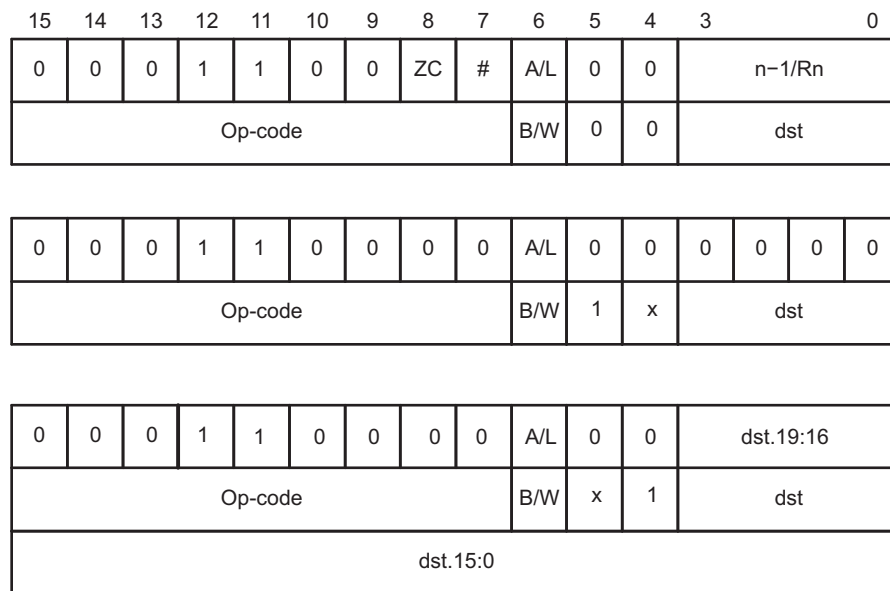 15 14 13 12 11 10 9 8 7 6 5 4 3 0
0 0 0 1 1 0 0 ZC # A/L 0 0 n−1/Rn
Op-code B/W 0 0 dst
0 0 0 1 1 0 0 0 0 A/L 0 0 0 0 0 0
Op-code B/W 1 x dst
0 0 0 1 1 0 0 0 0 A/L 0 0 dst.19:16
Op-code B/W x 1 dst
dst.15:0